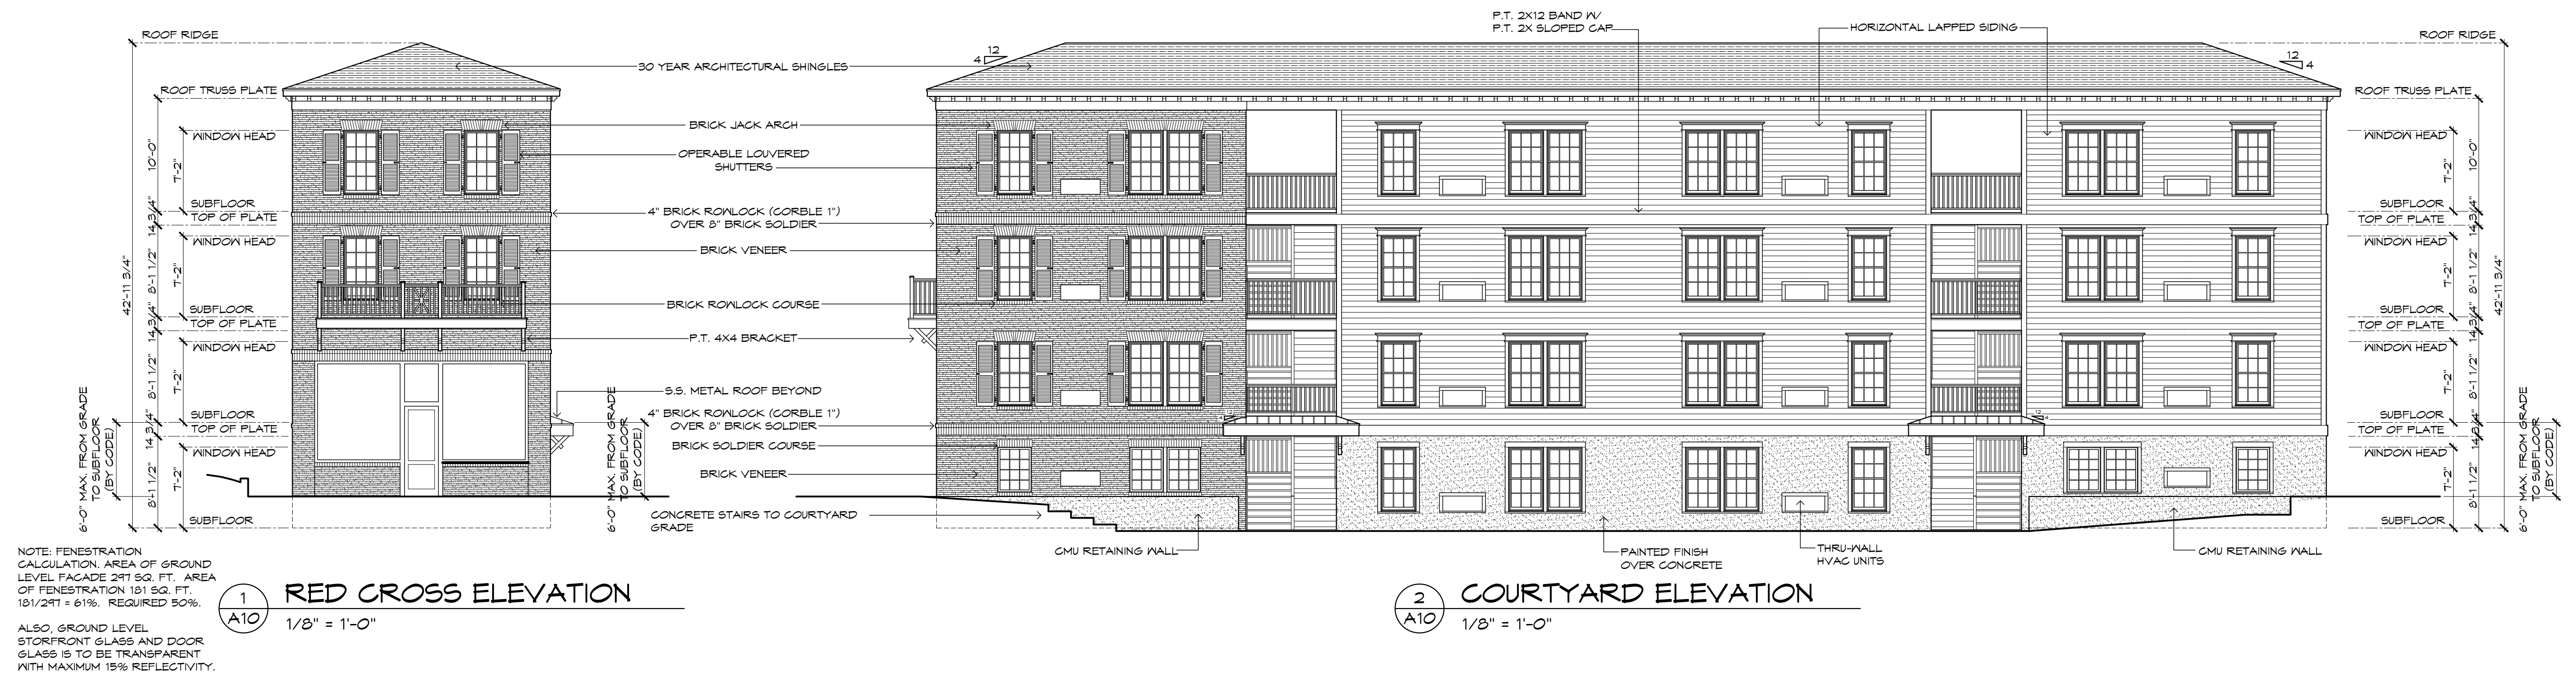 P.T. 2X12 BAND W/
P.T. 2X SLOPED CAP
HORIZONTAL LAPPED SIDING
ROOF RIDGE
ROOF RIDGE
12
4
12
4
30 YEAR ARCHITECTURAL SHINGLES
ROOF TRUSS PLATE
ROOF TRUSS PLATE
BRICK JACK ARCH
WINDOW HEAD
WINDOW HEAD
10'-0"
7'-2"
7'-2"
10'-0"
OPERABLE LOUVERED
SHUTTERS
SUBFLOOR
SUBFLOOR
14 3/4"
14 3/4"
TOP OF PLATE
TOP OF PLATE
4" BRICK ROWLOCK (CORBLE 1")
OVER 8" BRICK SOLDIER
WINDOW HEAD
WINDOW HEAD
BRICK VENEER
42'-11 3/4"
8'-1 1/2"
7'-2"
7'-2"
8'-1 1/2"
42'-11 3/4"
BRICK ROWLOCK COURSE
SUBFLOOR
SUBFLOOR
14 3/4"
14 3/4"
TOP OF PLATE
TOP OF PLATE
P.T. 4X4 BRACKET
WINDOW HEAD
WINDOW HEAD
8'-1 1/2"
7'-2"
7'-2"
8'-1 1/2"
S.S. METAL ROOF BEYOND
SUBFLOOR
SUBFLOOR
14 3/4"
14 3/4"
TOP OF PLATE
TOP OF PLATE
4" BRICK ROWLOCK (CORBLE 1")
OVER 8" BRICK SOLDIER
12
12
4
BRICK SOLDIER COURSE
WINDOW HEAD
WINDOW HEAD
BRICK VENEER
8'-1 1/2"
7'-2"
7'-2"
8'-1 1/2"
6'-0" MAX. FROM GRADE
TO SUBFLOOR
(BY CODE)
6'-0" MAX. FROM GRADE
TO SUBFLOOR
(BY CODE)
6'-0" MAX. FROM GRADE
TO SUBFLOOR
(BY CODE)
SUBFLOOR
SUBFLOOR
CONCRETE STAIRS TO COURTYARD
GRADE
CMU RETAINING WALL
PAINTED FINISH
OVER CONCRETE
THRU-WALL
HVAC UNITS
CMU RETAINING WALL
NOTE: FENESTRATION
CALCULATION. AREA OF GROUND
LEVEL FACADE 297 SQ. FT. AREA
OF FENESTRATION 181 SQ. FT.
181/297 = 61%. REQUIRED 50%.
ALSO, GROUND LEVEL
STORFRONT GLASS AND DOOR
GLASS IS TO BE TRANSPARENT
WITH MAXIMUM 15% REFLECTIVITY.
1
A10
RED CROSS ELEVATION
1/8" = 1'-0"
2
A10
COURTYARD ELEVATION
1/8" = 1'-0"